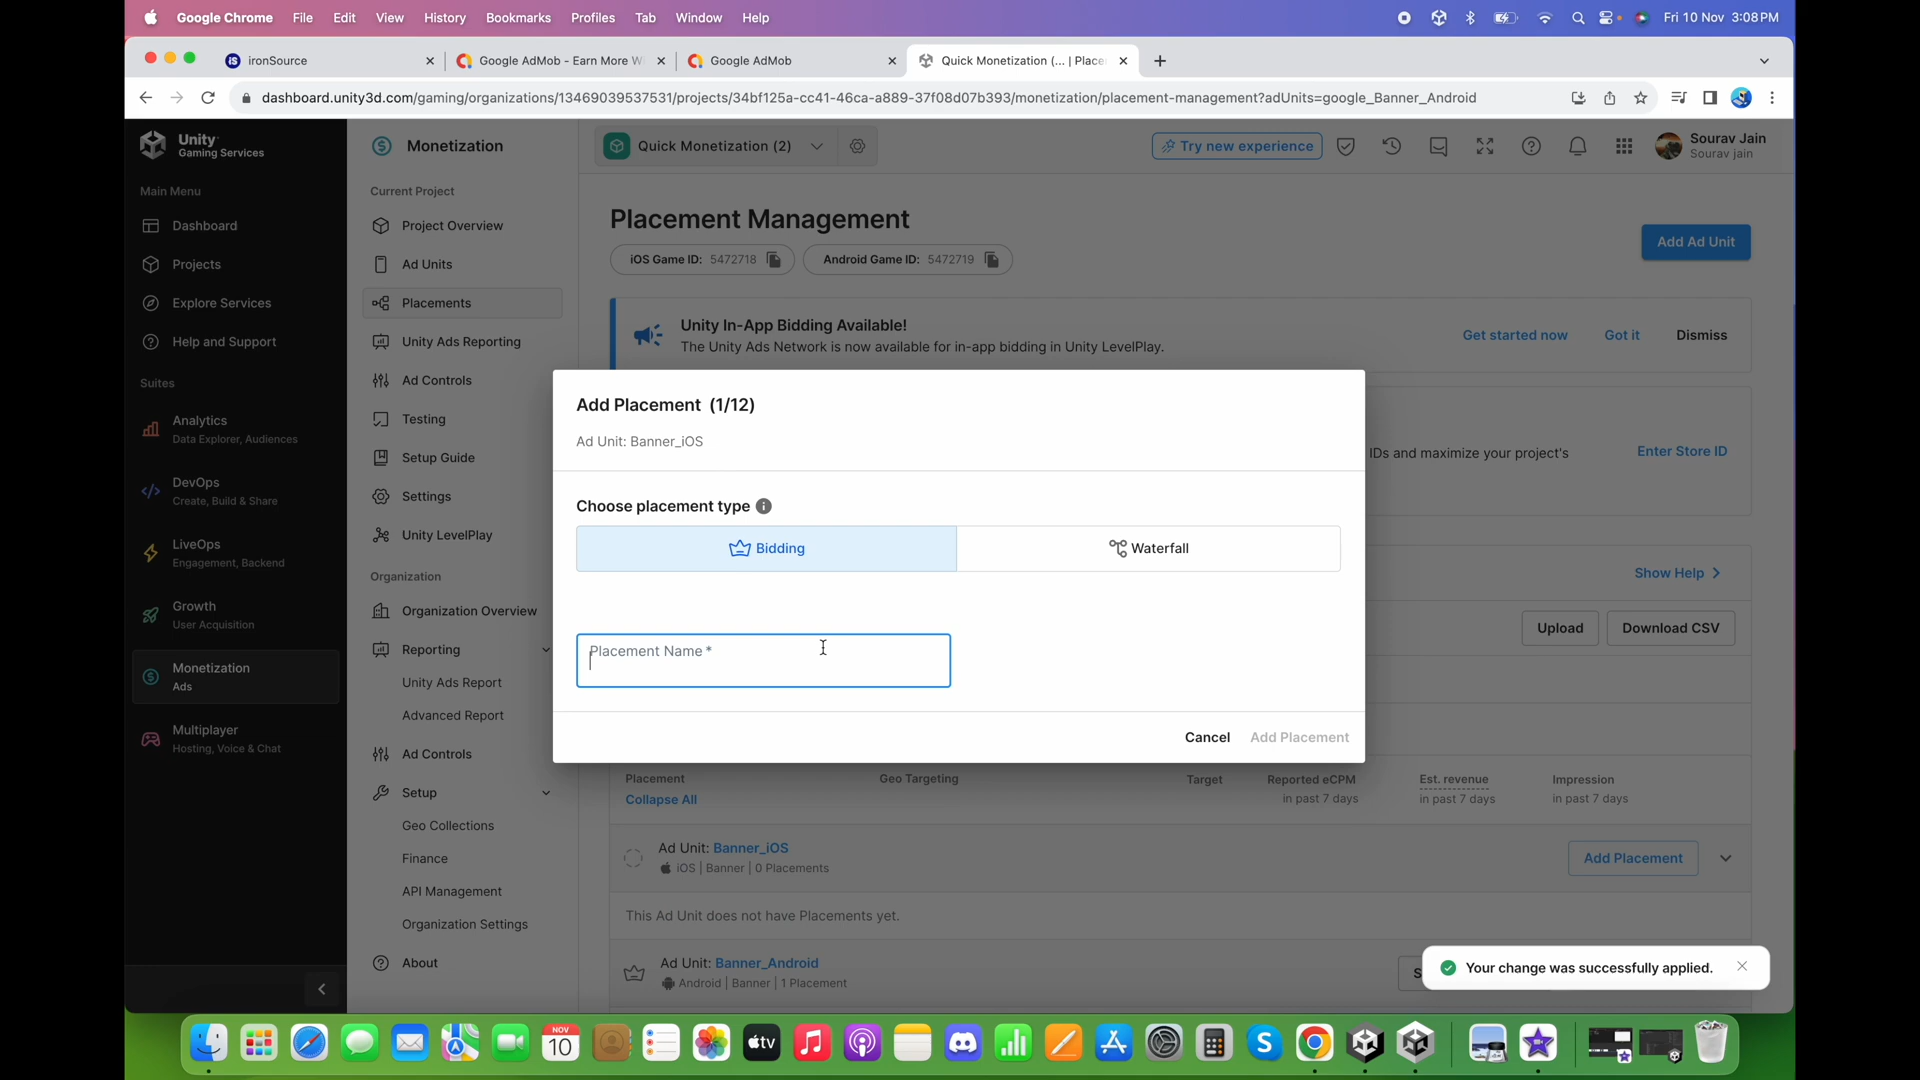 Google Chrome File Edit View History Bookmarks Profiles Tab Window Help Fri 10 Nov 3:08 PM
ironSource
Google AdMob - Earn More W
Google AdMob
Quick Monetization (... | Place
dashboard.unity3d.com/gaming/organizations/13469039537531/projects/34bf125a-cc41-46ca-a889-37f08d07b393/monetization/placement-management?adUnits=google_Banner_Android
Unity
Gaming Services
Main Menu
Dashboard
Projects
Explore Services
Help and Support
Suites
Analytics
Data Explorer, Audiences
DevOps
Create, Build & Share
LiveOps
Engagement, Backend
Growth
User Acquisition
Monetization
Ads
Multiplayer
Hosting, Voice & Chat
Monetization
Current Project
Project Overview
Ad Units
Placements
Unity Ads Reporting
Ad Controls
Testing
Setup Guide
Settings
Unity LevelPlay
Organization
Organization Overview
Reporting
Unity Ads Report
Advanced Report
Ad Controls
Setup
Geo Collections
Finance
API Management
Organization Settings
About
Quick Monetization (2)
Try new experience
Sourav Jain
Sourav jain
Placement Management
iOS Game ID: 5472718
Android Game ID: 5472719
Add Ad Unit
Unity In-App Bidding Available!
The Unity Ads Network is now available for in-app bidding in Unity LevelPlay.
Get started now
Got it
Dismiss
IDs and maximize your project's
Enter Store ID
Show Help
Upload
Download CSV
Add Placement (1/12)
Ad Unit: Banner_iOS
Choose placement type
Bidding
Waterfall
Placement Name *
Cancel
Add Placement
Placement
Collapse All
Geo Targeting
Target
Reported eCPM
in past 7 days
Est. revenue
in past 7 days
Impression
in past 7 days
Ad Unit: Banner_iOS
iOS | Banner | 0 Placements
Add Placement
This Ad Unit does not have Placements yet.
Ad Unit: Banner_Android
Android | Banner | 1 Placement
S
Your change was successfully applied.
NOV
10
tv